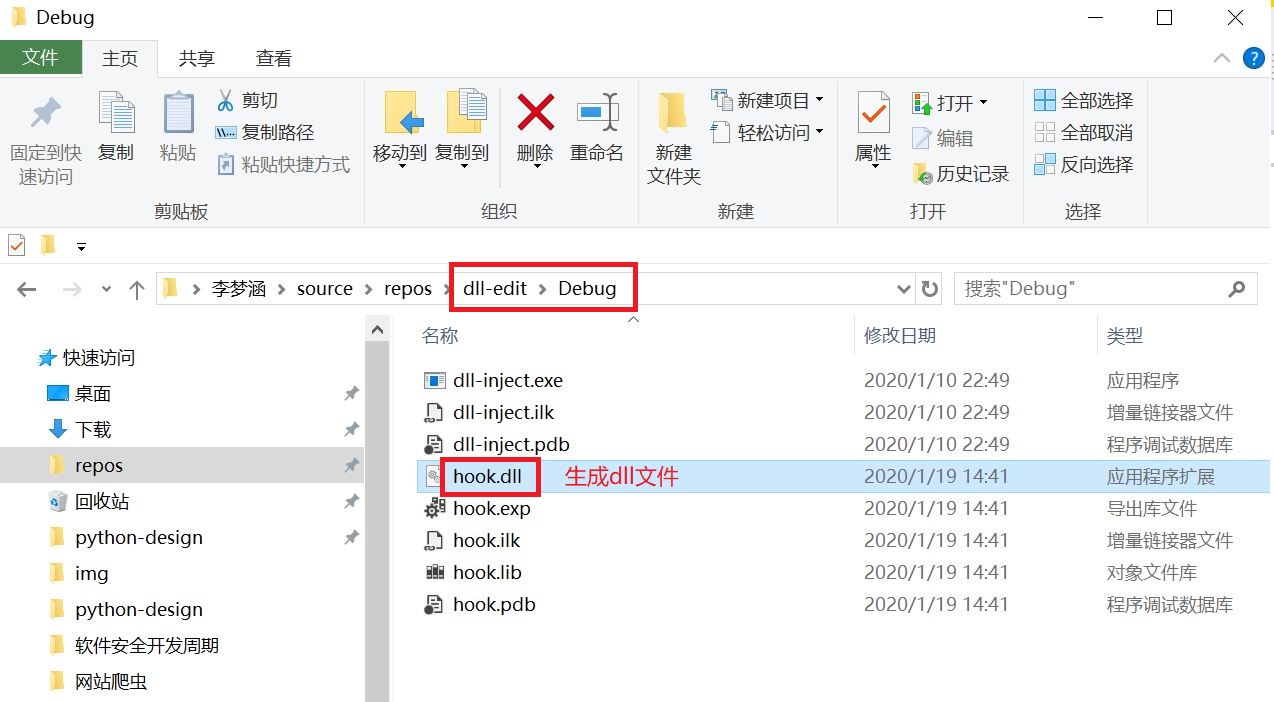 Debug
文件 主页 共享 查看
固定到快速访问
复制
粘贴
剪切
复制路径
粘贴快捷方式
剪贴板
移动到
复制到
删除
重命名
组织
新建文件夹
新建项目
轻松访问
新建
属性
打开
编辑
历史记录
打开
全部选择
全部取消
反向选择
选择
李梦涵 > source > repos > dll-edit > Debug
搜索"Debug"
快速访问
桌面
下载
repos
回收站
python-design
img
python-design
软件安全开发周期
网站爬虫
名称 修改日期 类型
dll-inject.exe 2020/1/10 22:49 应用程序
dll-inject.ilk 2020/1/10 22:49 增量链接器文件
dll-inject.pdb 2020/1/10 22:49 程序调试数据库
hook.dll 生成dll文件 2020/1/19 14:41 应用程序扩展
hook.exp 2020/1/19 14:41 导出库文件
hook.ilk 2020/1/19 14:41 增量链接器文件
hook.lib 2020/1/19 14:41 对象文件库
hook.pdb 2020/1/19 14:41 程序调试数据库